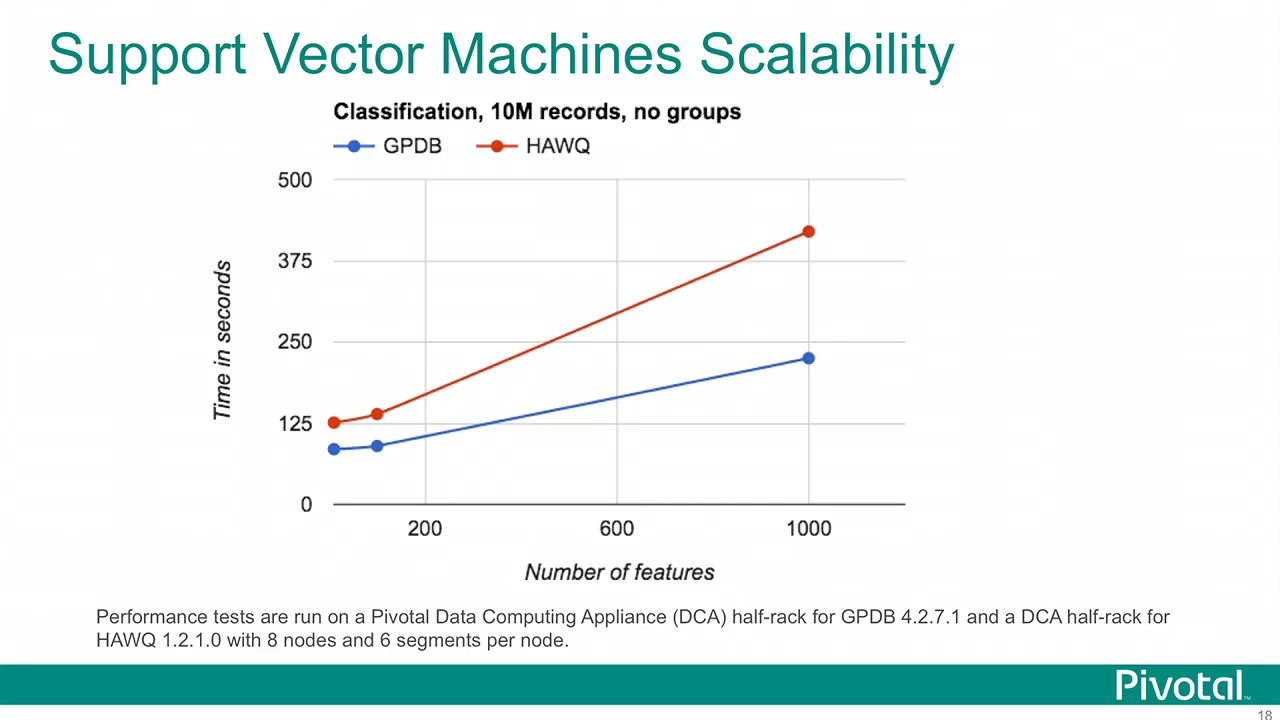 Support Vector Machines Scalability
Classification, 10M records, no groups
GPDB HAWQ
500
375
250
125
0
Time in seconds
200 600 1000
Number of features
Performance tests are run on a Pivotal Data Computing Appliance (DCA) half-rack for GPDB 4.2.7.1 and a DCA half-rack for
HAWQ 1.2.1.0 with 8 nodes and 6 segments per node.
Pivotal™
18